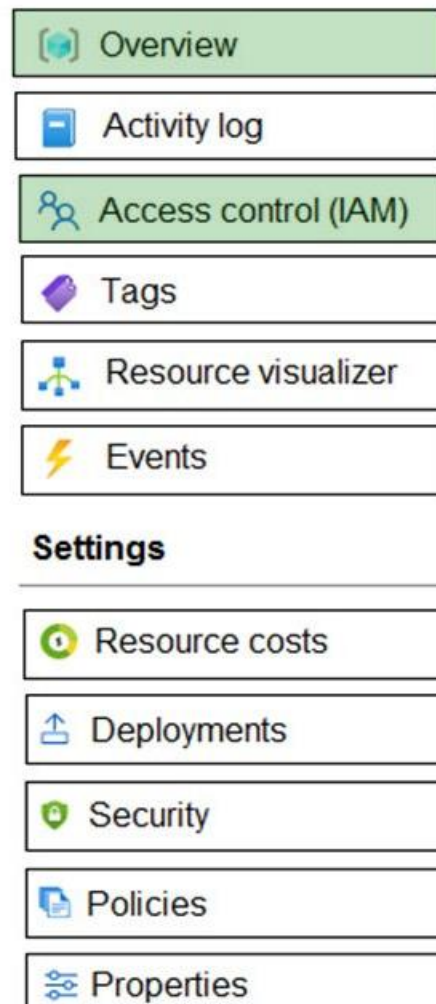 Overview
Activity log
Access control (IAM)
Tags
Resource visualizer
Events
Settings
Resource costs
Deployments
Security
Policies
Properties